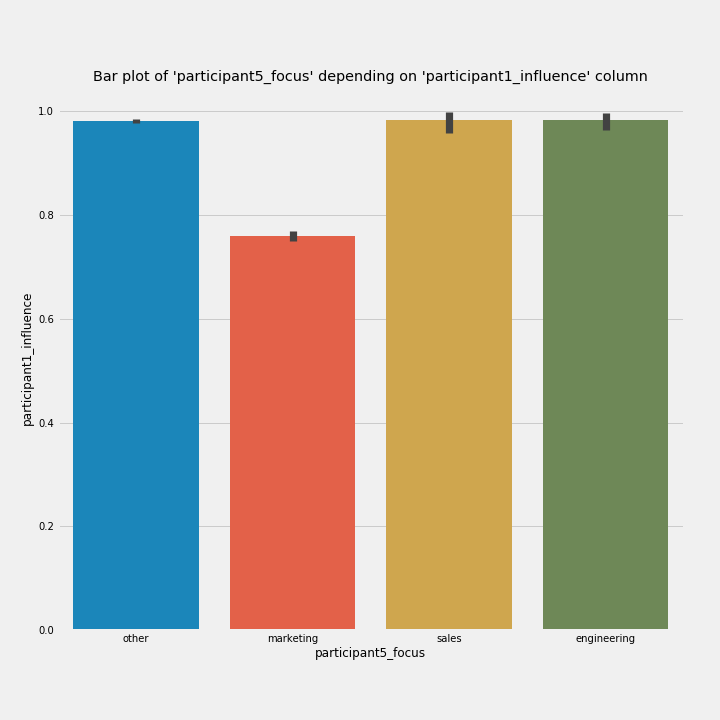 Bar plot of 'participant5_focus' depending on 'participant1_influence' column
1.0
0.8
0.6
0.4
0.2
0.0
participant1_influence
other marketing sales engineering
participant5_focus